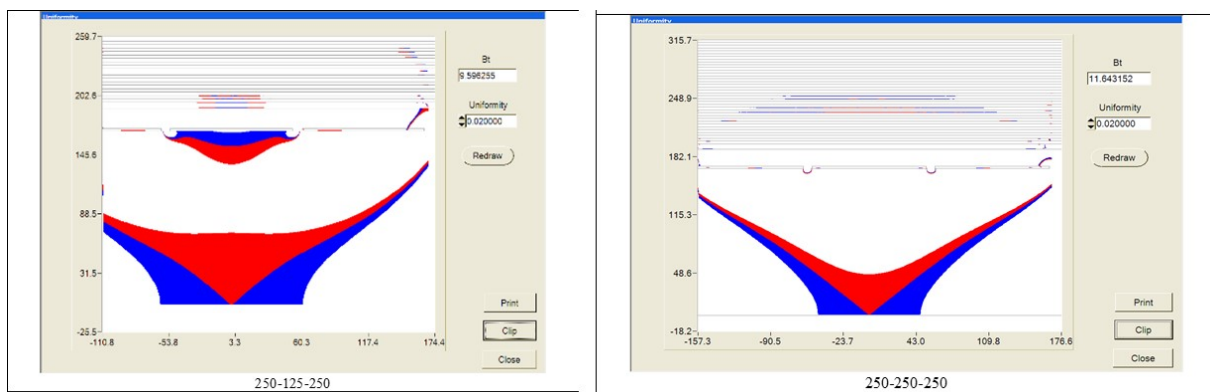 Uniformity
259.7
202.6
145.6
88.5
31.5
-25.5
-110.8 -53.8 3.3 60.3 117.4 174.4
Bt
9.596255
Uniformity
0.020000
Redraw
Print
Clip
Close
250-125-250
Uniformity
315.7
248.9
182.1
115.3
48.6
-18.2
-157.3 -90.5 -23.7 43.0 109.8 176.6
Bt
11.643152
Uniformity
0.020000
Redraw
Print
Clip
Close
250-250-250